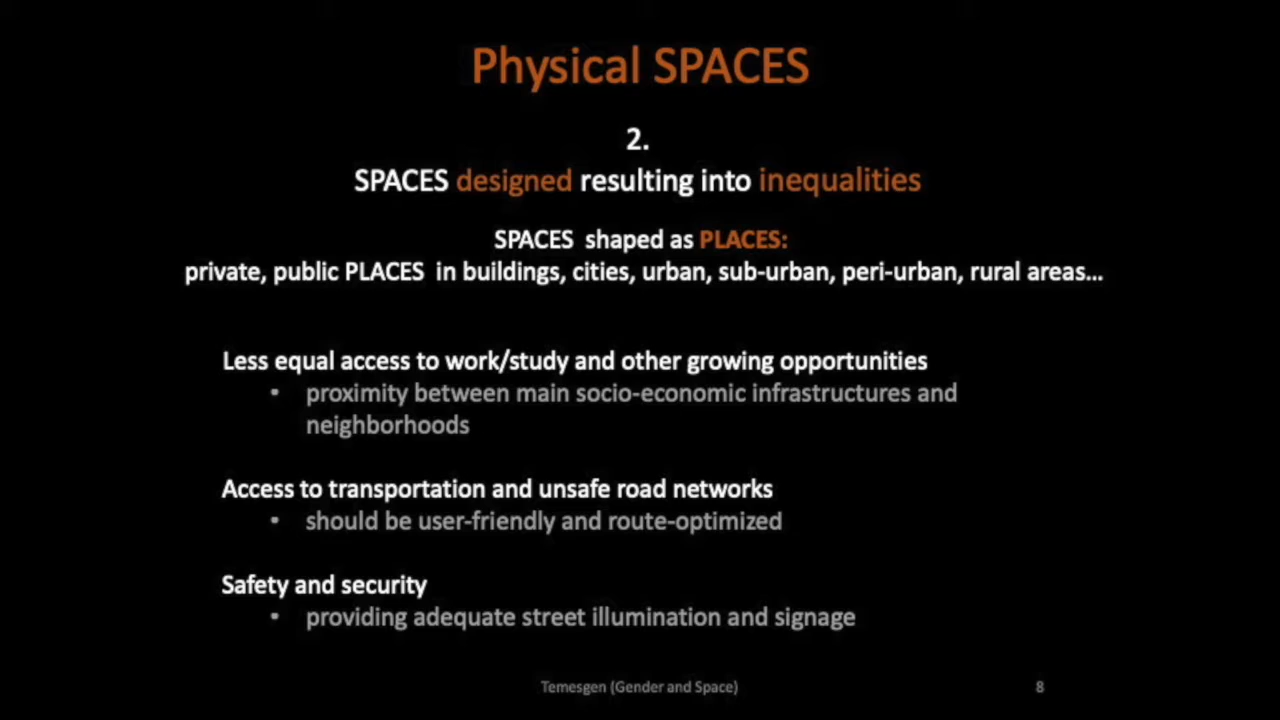 Physical SPACES
2.
SPACES designed resulting into inequalities
SPACES shaped as PLACES:
private, public PLACES in buildings, cities, urban, sub-urban, peri-urban, rural areas...
Less equal access to work/study and other growing opportunities
• proximity between main socio-economic infrastructures and
neighborhoods
Access to transportation and unsafe road networks
• should be user-friendly and route-optimized
Safety and security
• providing adequate street illumination and signage
Temesgen (Gender and Space)
8